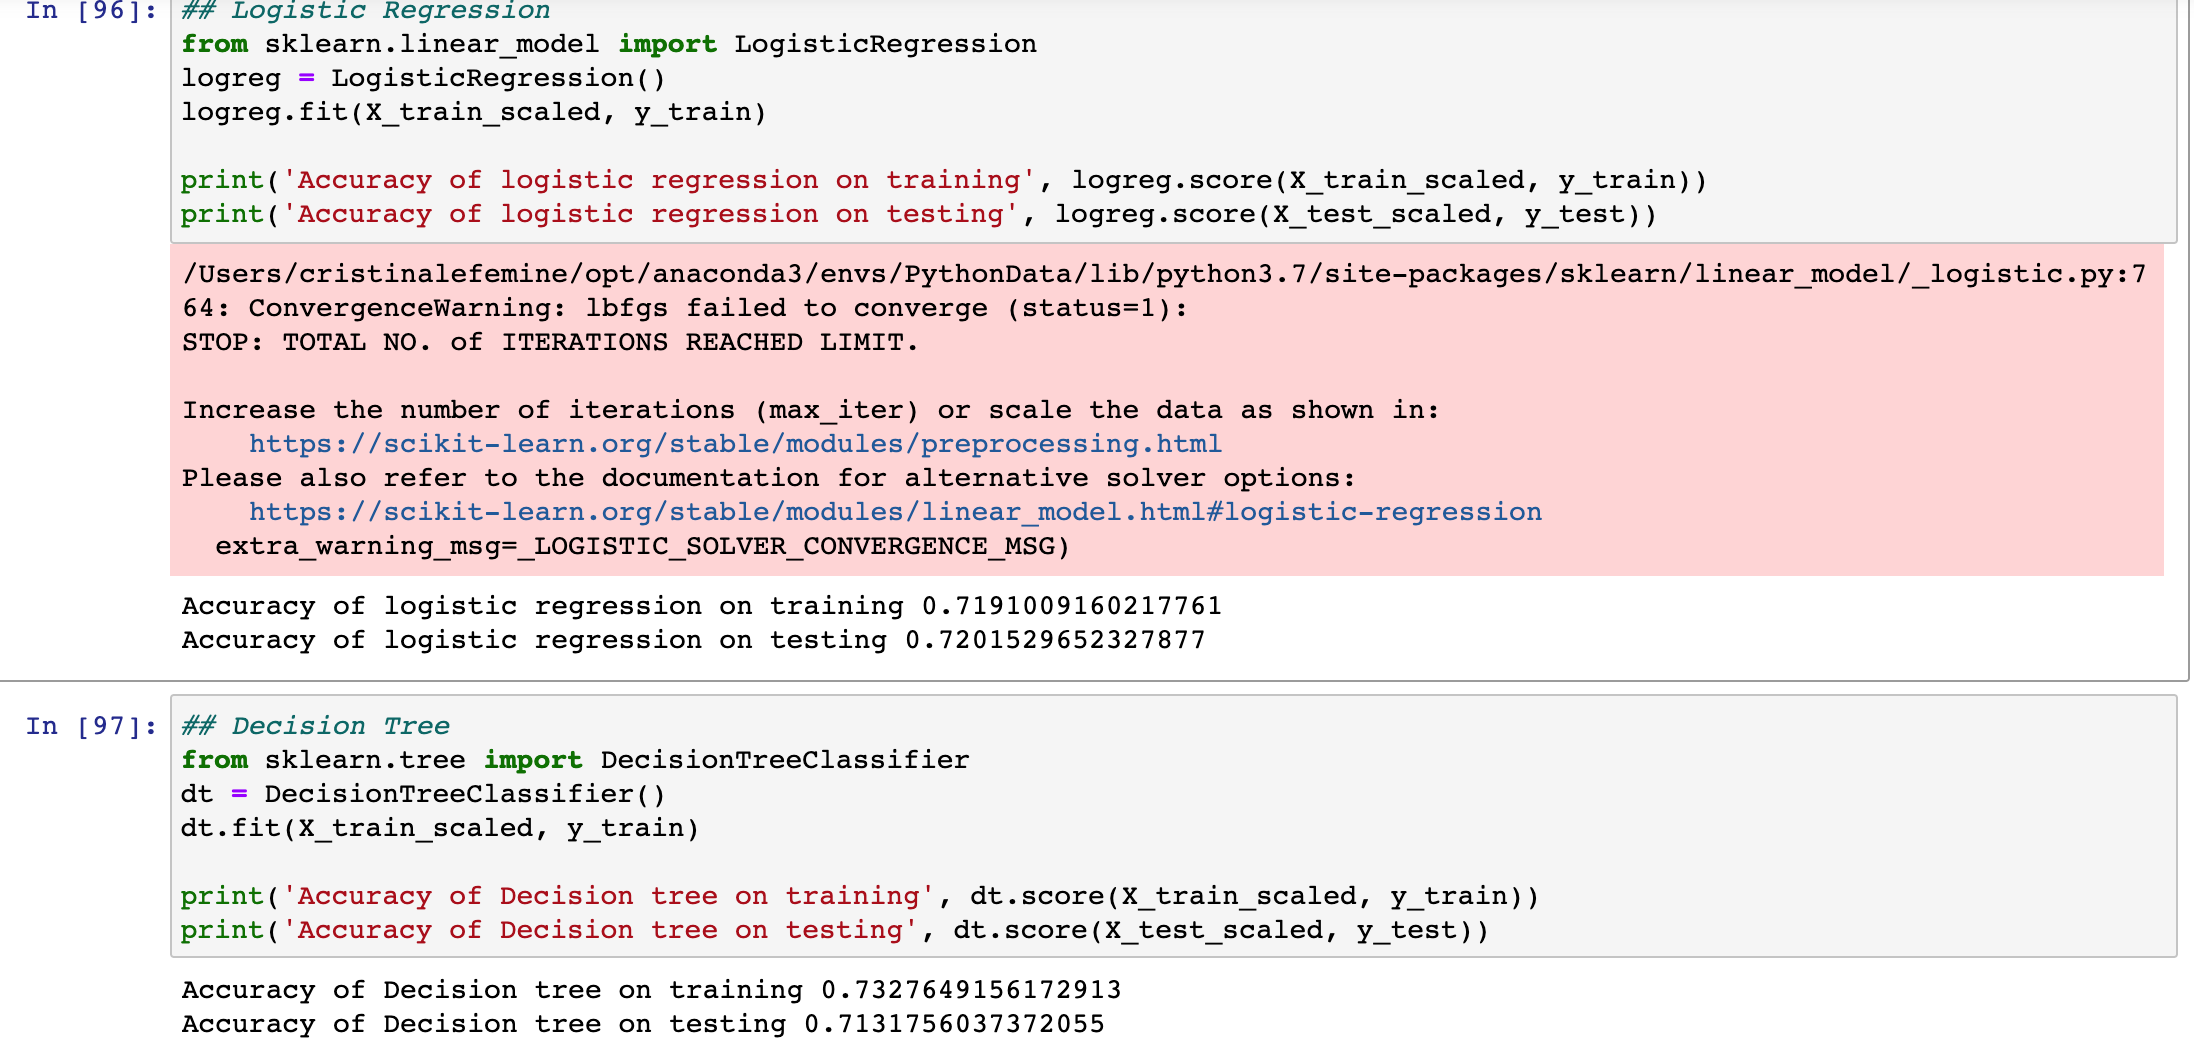 In [96]: ## Logistic Regression
from sklearn.linear_model import LogisticRegression
logreg = LogisticRegression()
logreg.fit(X_train_scaled, y_train)
print('Accuracy of logistic regression on training', logreg.score(X_train_scaled, y_train))
print('Accuracy of logistic regression on testing', logreg.score(X_test_scaled, y_test))
/Users/cristinalefemine/opt/anaconda3/envs/PythonData/lib/python3.7/site-packages/sklearn/linear_model/_logistic.py:7
64: ConvergenceWarning: lbfgs failed to converge (status=1):
STOP: TOTAL NO. of ITERATIONS REACHED LIMIT.
Increase the number of iterations (max_iter) or scale the data as shown in:
https://scikit-learn.org/stable/modules/preprocessing.html
Please also refer to the documentation for alternative solver options:
https://scikit-learn.org/stable/modules/linear_model.html#logistic-regression
extra_warning_msg=_LOGISTIC_SOLVER_CONVERGENCE_MSG)
Accuracy of logistic regression on training 0.7191009160217761
Accuracy of logistic regression on testing 0.7201529652327877
In [97]: ## Decision Tree
from sklearn.tree import DecisionTreeClassifier
dt = DecisionTreeClassifier()
dt.fit(X_train_scaled, y_train)
print('Accuracy of Decision tree on training', dt.score(X_train_scaled, y_train))
print('Accuracy of Decision tree on testing', dt.score(X_test_scaled, y_test))
Accuracy of Decision tree on training 0.7327649156172913
Accuracy of Decision tree on testing 0.7131756037372055